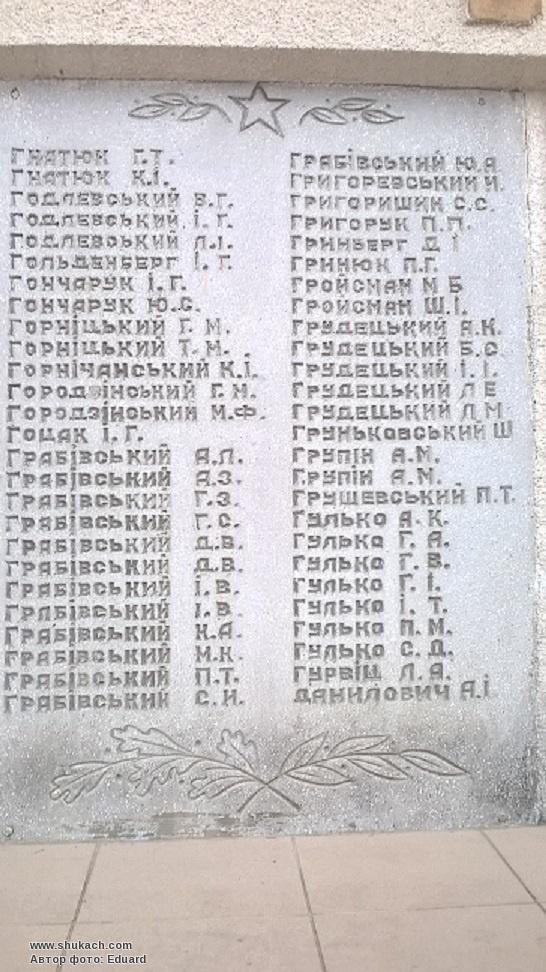 ГНАТЮК Г.Т.
ГНАТЮК К.І.
ГОДЛЕВСЬКИЙ В.Г.
ГОДЛЕВСЬКИЙ І.Г.
ГОДЛЕВСЬКИЙ Л.І.
ГОЛЬДЕНБЕРГ І.Г.
ГОНЧАРУК І.Г.
ГОНЧАРУК Ю.С.
ГОРНІЦЬКИЙ Г.М.
ГОРНІЦЬКИЙ Т.М.
ГОРНІЧАНСЬКИЙ К.І.
ГОРОДЗІНСЬКИЙ Г.М.
ГОРОДЗІНСЬКИЙ М.Ф.
ГОЦАК І.Г.
ГРАБІВСЬКИЙ А.Л.
ГРАБІВСЬКИЙ А.З.
ГРАБІВСЬКИЙ Г.З.
ГРАБІВСЬКИЙ Г.С.
ГРАБІВСЬКИЙ Д.В.
ГРАБІВСЬКИЙ Д.В.
ГРАБІВСЬКИЙ І.В.
ГРАБІВСЬКИЙ І.В.
ГРАБІВСЬКИЙ К.А.
ГРАБІВСЬКИЙ М.К.
ГРАБІВСЬКИЙ П.Т.
ГРАБІВСЬКИЙ С.И.
ГРАБІВСЬКИЙ Ю.А
ГРИГОРЕВСЬКИЙ И.
ГРИГОРИШИН С.С.
ГРИГОРУК П.П.
ГРИНБЕРГ Д І
ГРИНЮК П.Г.
ГРОЙСМАН М Б
ГРОЙСМАН Ш.І.
ГРУДЕЦЬКИЙ А.К.
ГРУДЕЦЬКИЙ Б.С
ГРУДЕЦЬКИЙ І.І.
ГРУДЕЦЬКИЙ Л Е
ГРУДЕЦЬКИЙ Л.М
ГРУНЬКОВСЬКИЙ Ш
ГРУПІН А.М.
ГРУПІЙ А.М.
ГРУШЕВСЬКИЙ П.Т.
ГУЛЬКО А.К.
ГУЛЬКО Г.А.
ГУЛЬКО Г.В.
ГУЛЬКО Г.І.
ГУЛЬКО І.Т.
ГУЛЬКО П.М.
ГУЛЬКО С.Д.
ГУРВІЦ Л.А.
ДАНИЛОВИЧ А.І
www.shukach.com
Автор фото: Eduard